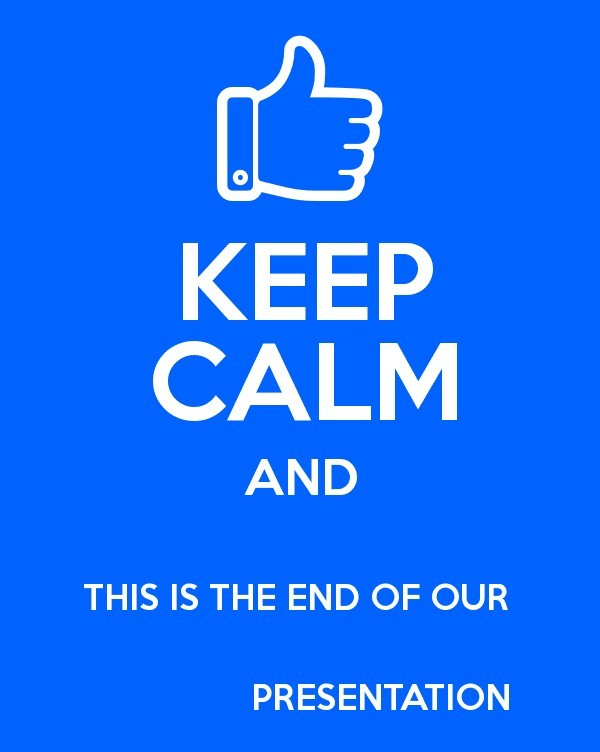 KEEP
CALM
AND
THIS IS THE END OF OUR
PRESENTATION